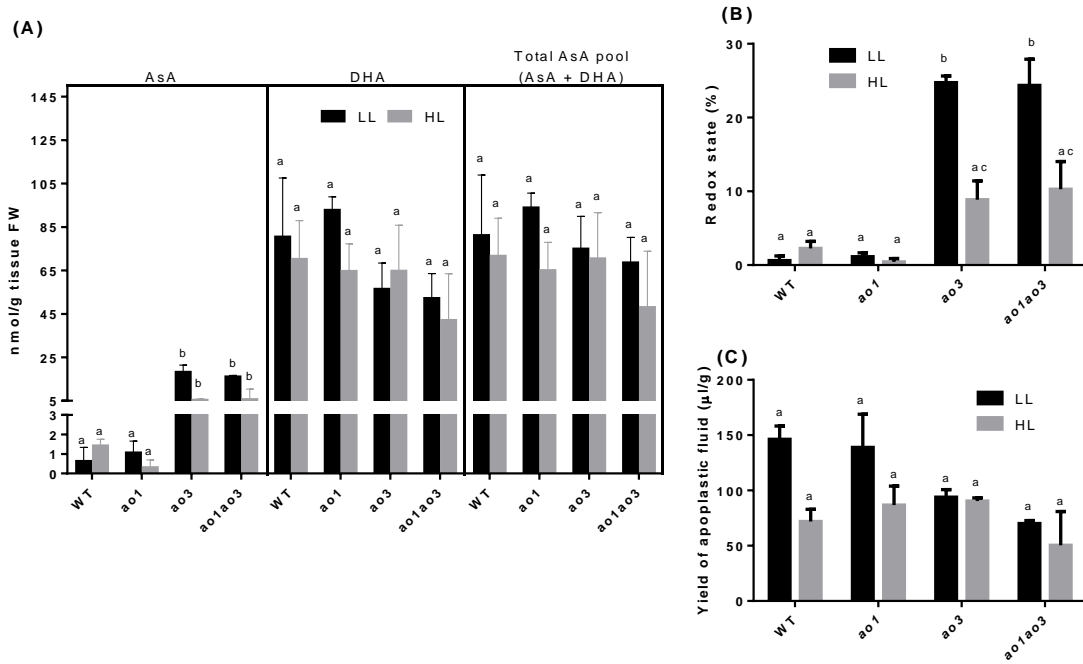 (A)
AsA
DHA
Total AsA pool
(AsA + DHA)
LL
HL
nmol/g tissue FW
145
125
105
85
65
45
25
5
3
2
1
0
a a a a b b b b
a a a a a a a a
a a a a a a a a
WT ao1 ao3 ao1ao3
WT ao1 ao3 ao1ao3
WT ao1 ao3 ao1ao3
(B)
Redox state (%)
30
20
10
0
LL
HL
a a a a b ac b ac
WT ao1 ao3 ao1ao3
(C)
Yield of apoplastic fluid (μl/g)
200
150
100
50
0
LL
HL
a a a a a a a a
WT ao1 ao3 ao1ao3